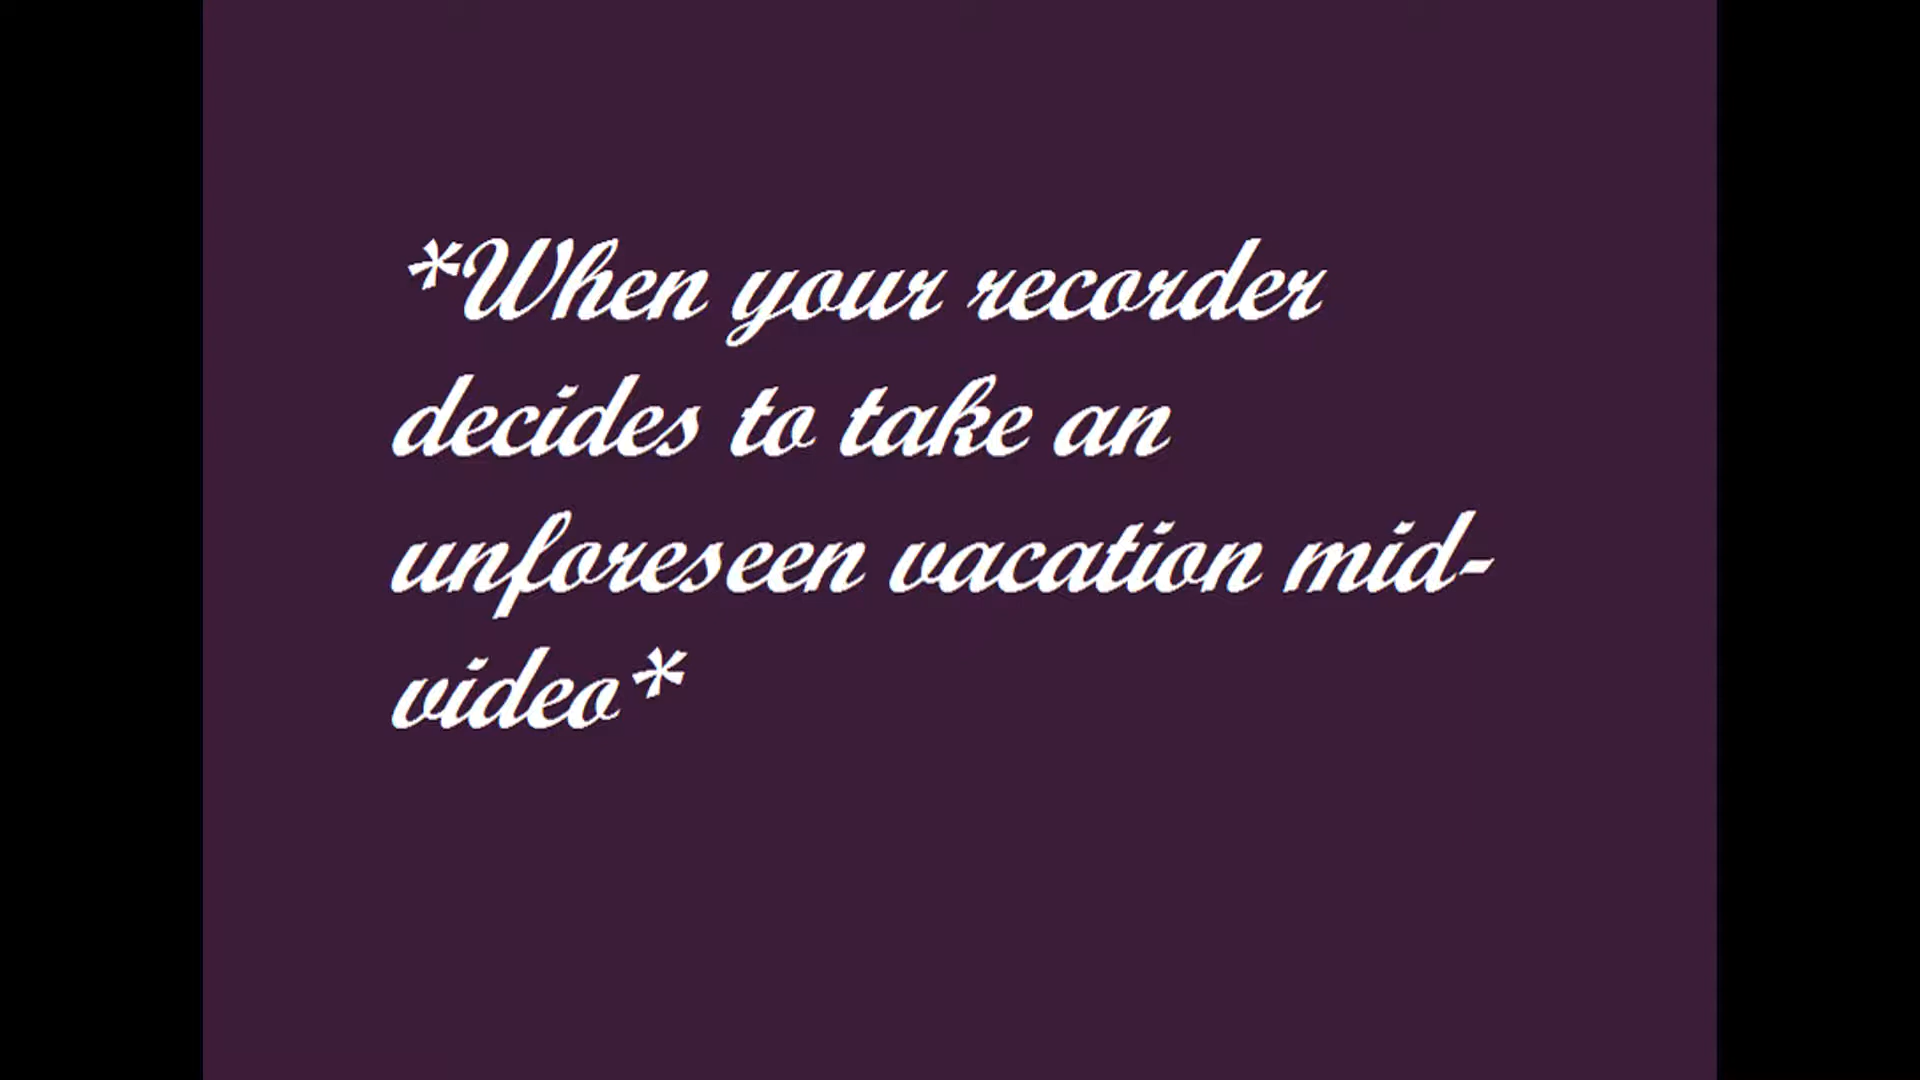 *When your recorder
decides to take an
unforeseen vacation mid-
video*